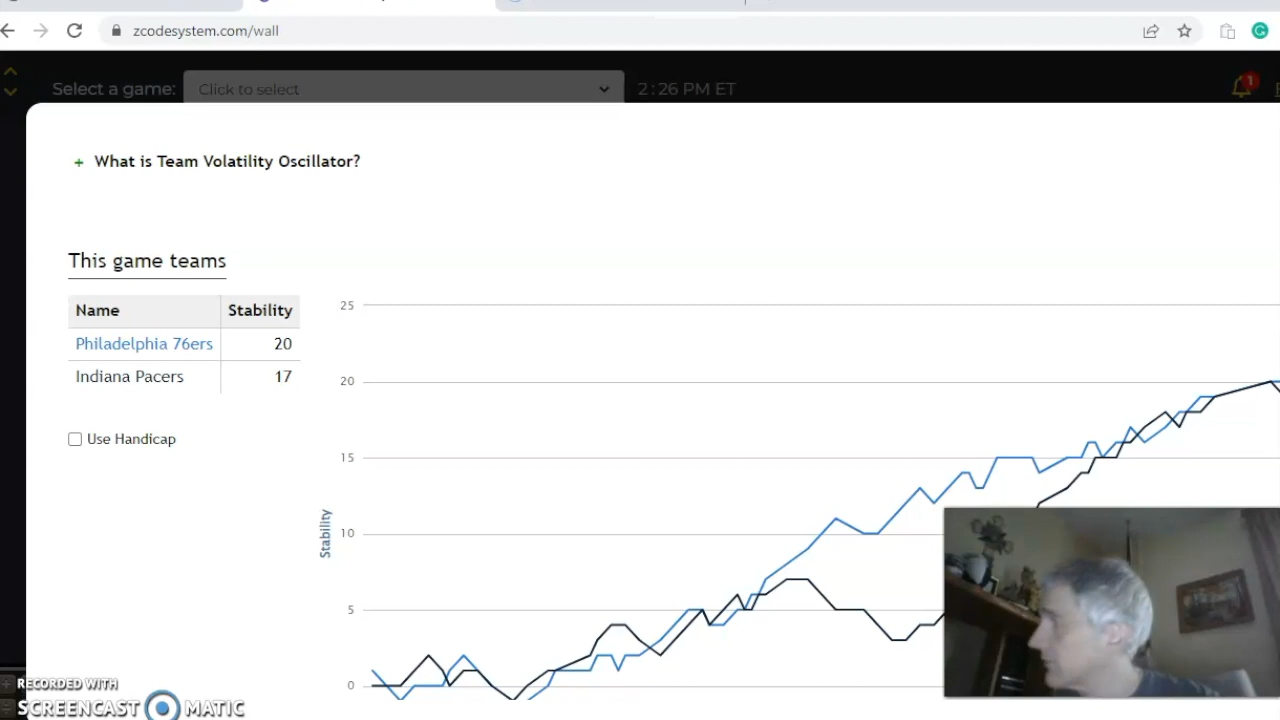 zcodesystem.com/wall
Select a game: Click to select 2:26 PM ET
1
+ What is Team Volatility Oscillator?
This game teams
Name Stability
Philadelphia 76ers 20
Indiana Pacers 17
Use Handicap
25
20
15
10
5
0
Stability
RECORDED WITH
SCREENCAST MATIC